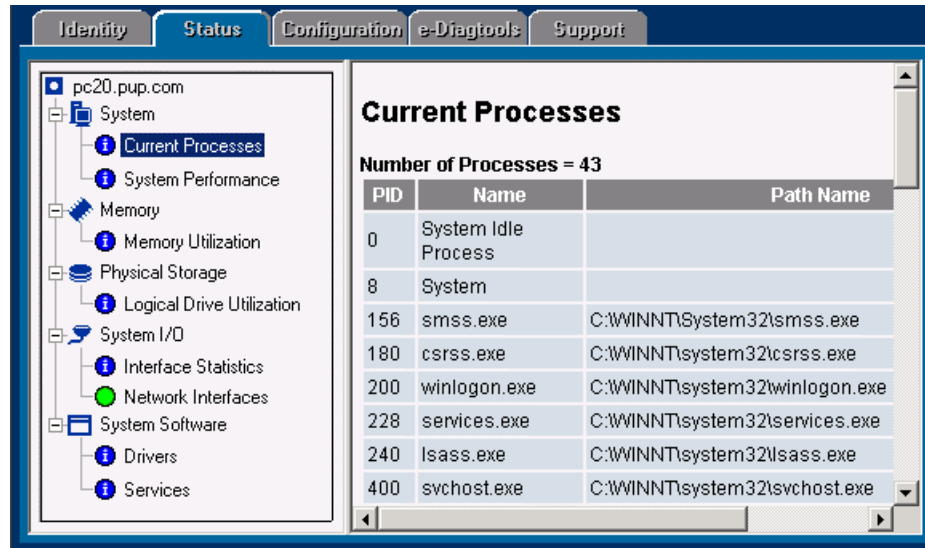 Identity Status Configuration e-Diagtools Support
pc20.pup.com
System
Current Processes
System Performance
Memory
Memory Utilization
Physical Storage
Logical Drive Utilization
System I/O
Interface Statistics
Network Interfaces
System Software
Drivers
Services
Current Processes
Number of Processes = 43
PID Name Path Name
0 System Idle
Process
8 System
156 smss.exe C:\WINNT\System32\smss.exe
180 csrss.exe C:\WINNT\system32\csrss.exe
200 winlogon.exe C:\WINNT\system32\winlogon.exe
228 services.exe C:\WINNT\system32\services.exe
240 lsass.exe C:\WINNT\system32\lsass.exe
400 svchost.exe C:\WINNT\system32\svchost.exe